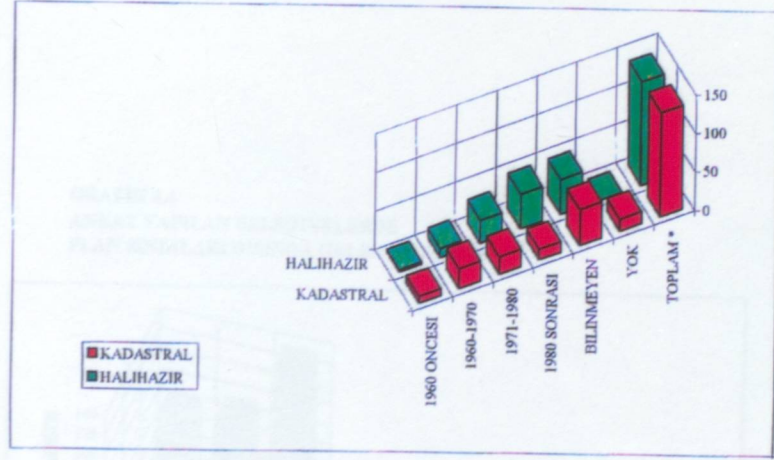 150
100
50
0
HALIHAZIR
KADASTRAL
1960 ONCESI
1960-1970
1971-1980
1980 SONRASI
BILINMEYEN
YOK
TOPLAM *
KADASTRAL
HALIHAZIR